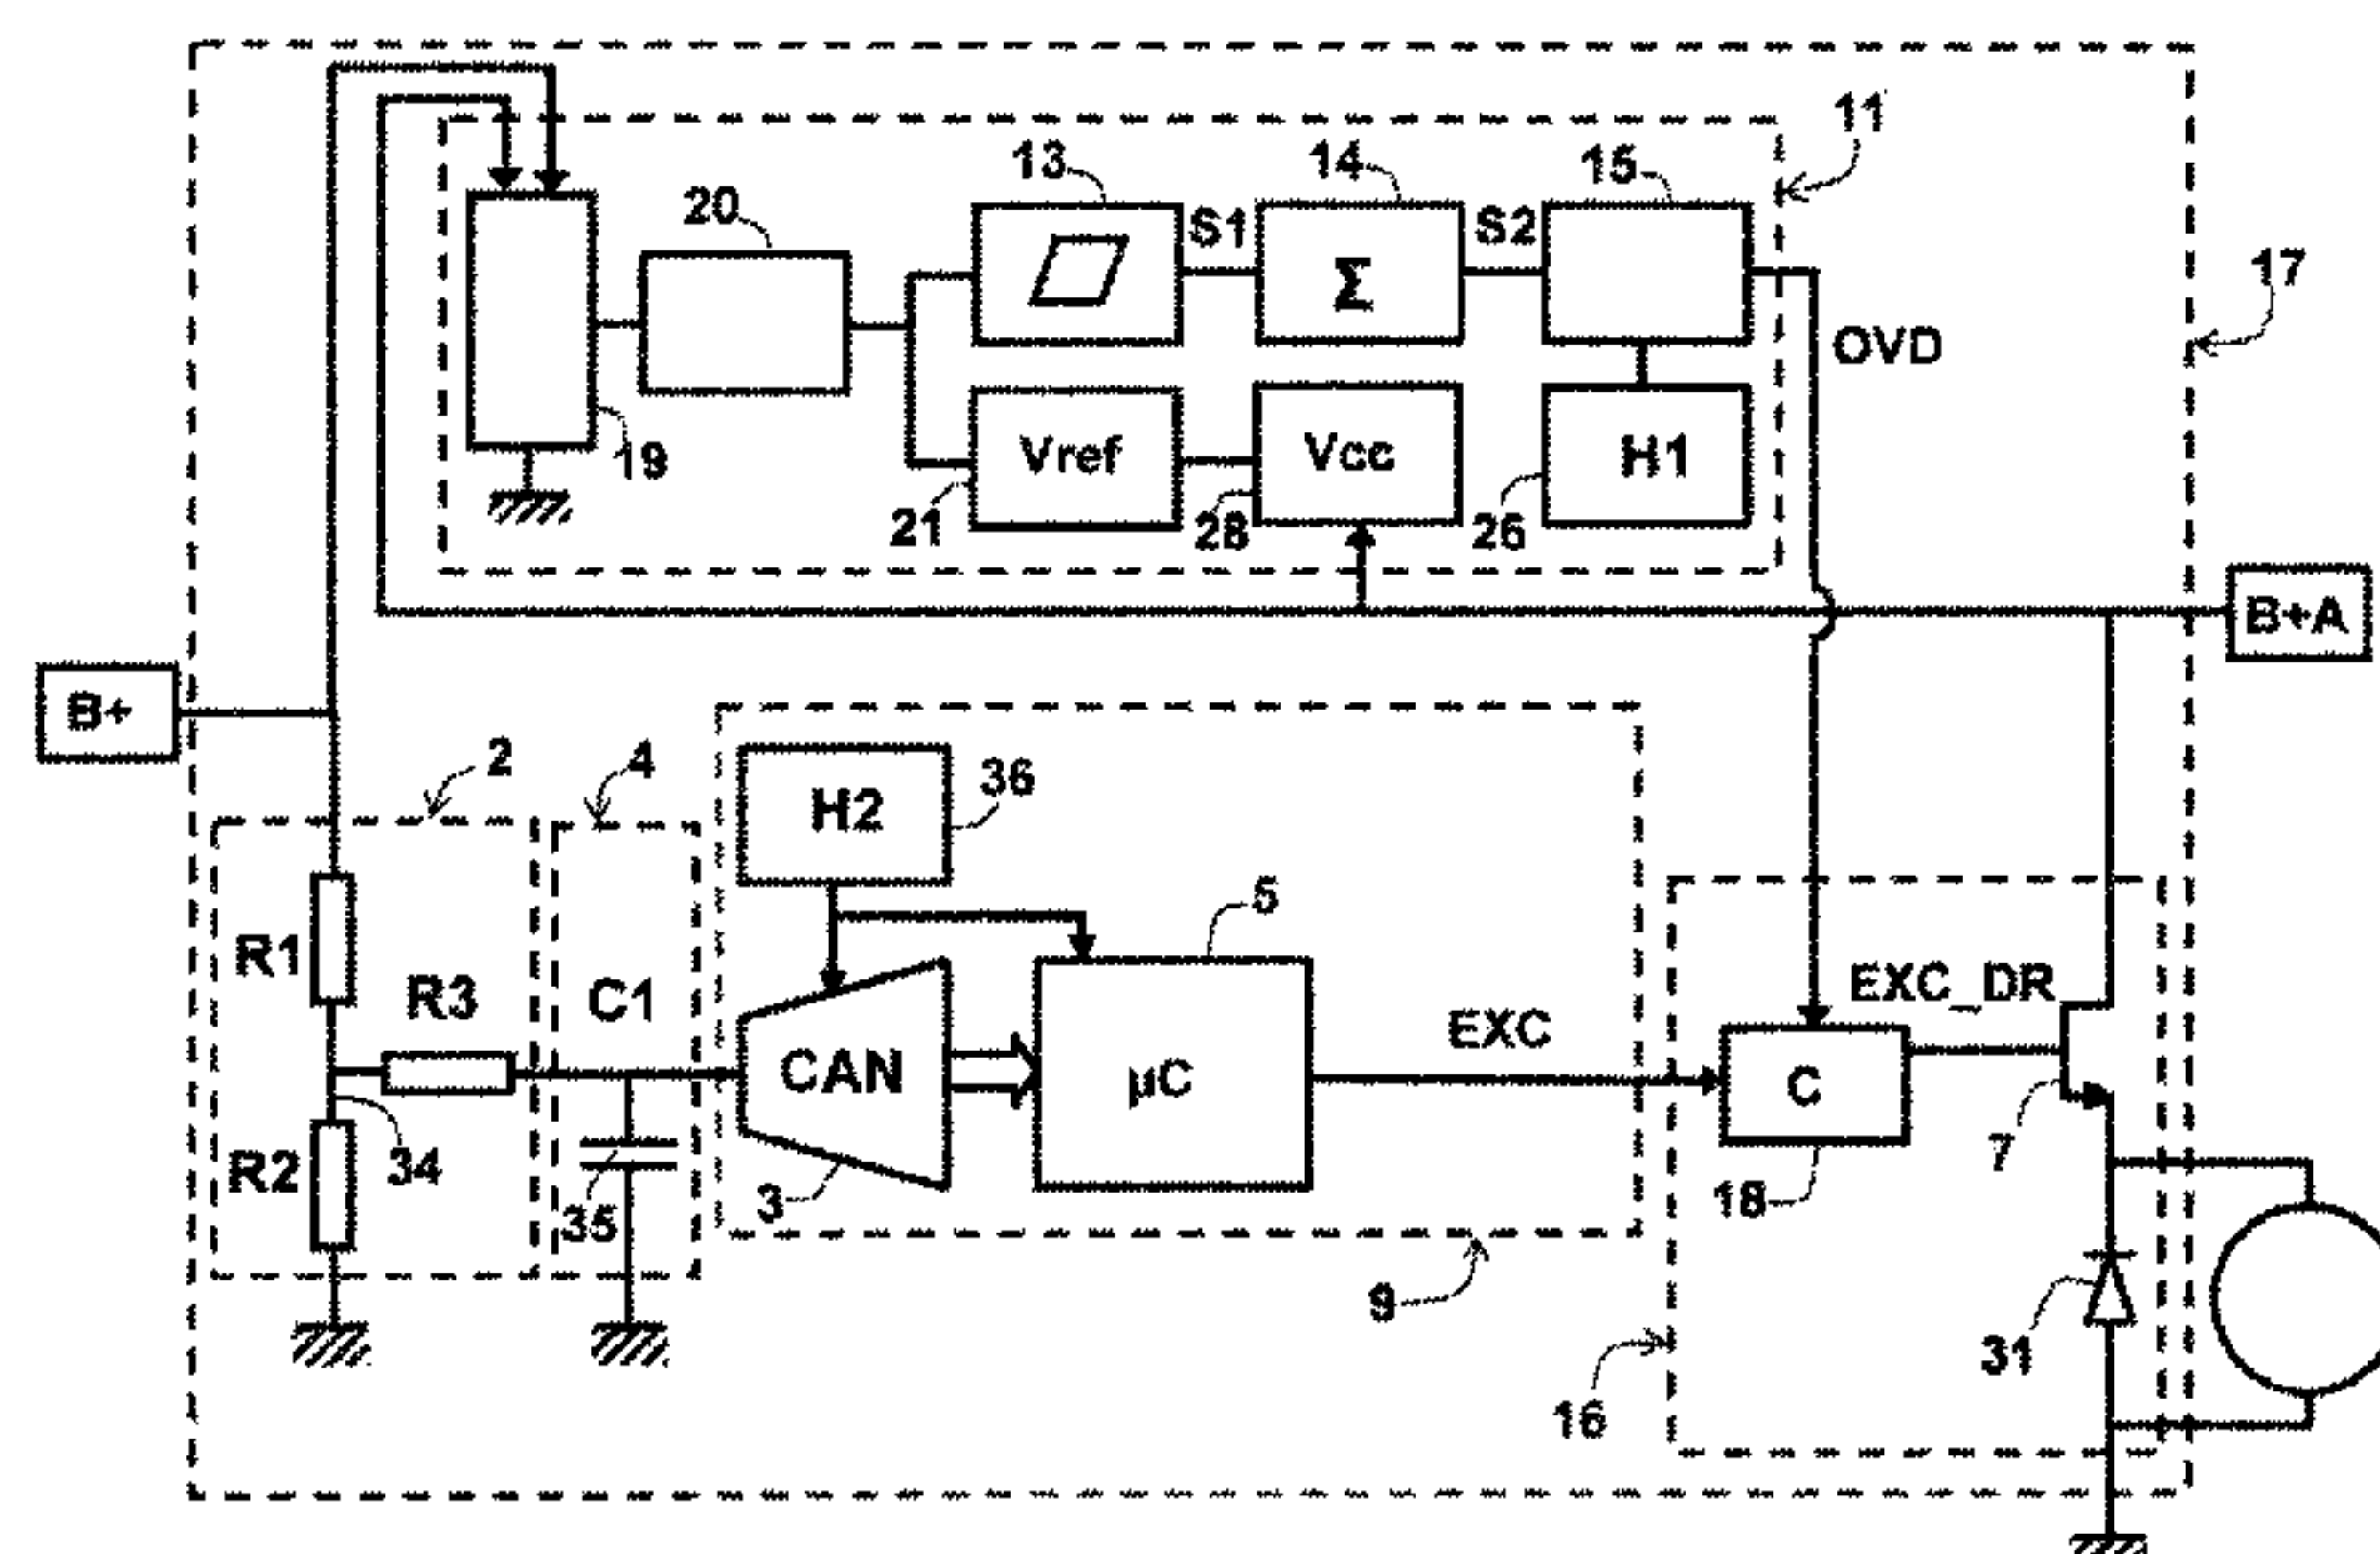 11
13
14
15
17
20
S1
S2
Σ
OVD
19
Vref
Vcc
H1
21
28
26
B+A
B+
2
4
H2
36
5
R1
R3
C1
EXC_DR
EXC
CAN
µC
C
R2
34
35
3
7
18
9
31
16